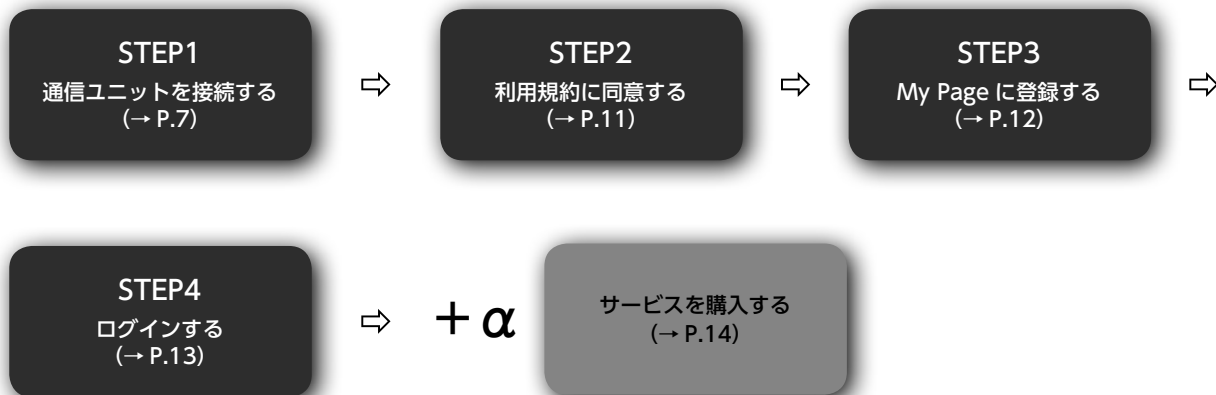 STEP1
通信ユニットを接続する
（→ P.7）
⇨
STEP2
利用規約に同意する
（→ P.11）
⇨
STEP3
My Page に登録する
（→ P.12）
⇨
STEP4
ログインする
（→ P.13）
⇨
＋α
サービスを購入する
（→ P.14）